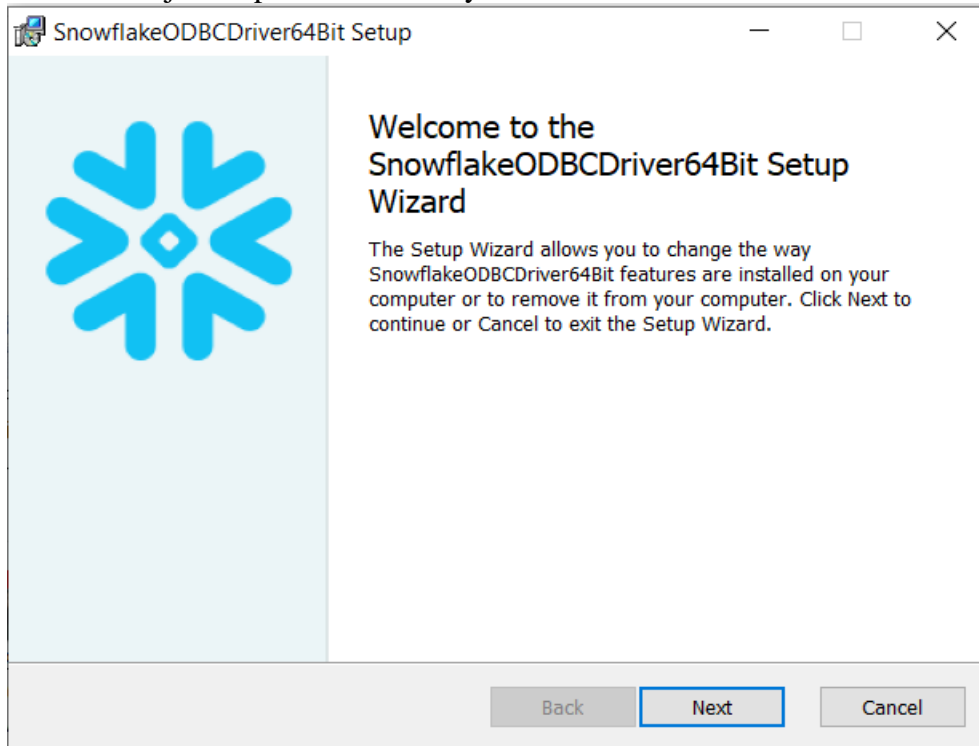 SnowflakeODBCDriver64Bit Setup
Welcome to the
SnowflakeODBCDriver64Bit Setup
Wizard
The Setup Wizard allows you to change the way
SnowflakeODBCDriver64Bit features are installed on your
computer or to remove it from your computer. Click Next to
continue or Cancel to exit the Setup Wizard.
Back Next Cancel